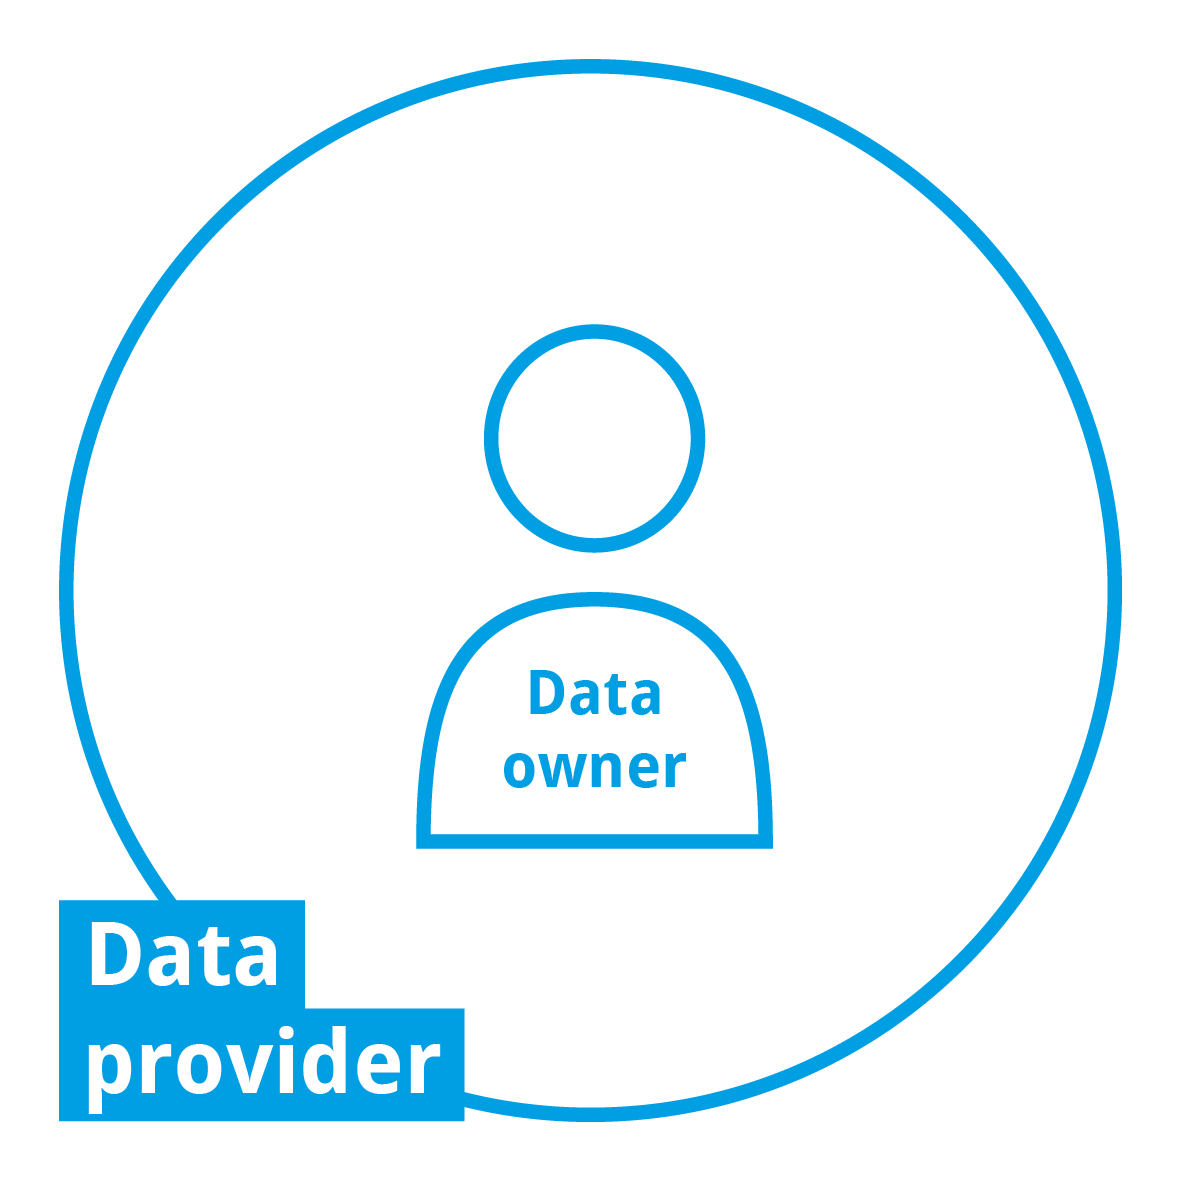 Data
owner
Data
provider